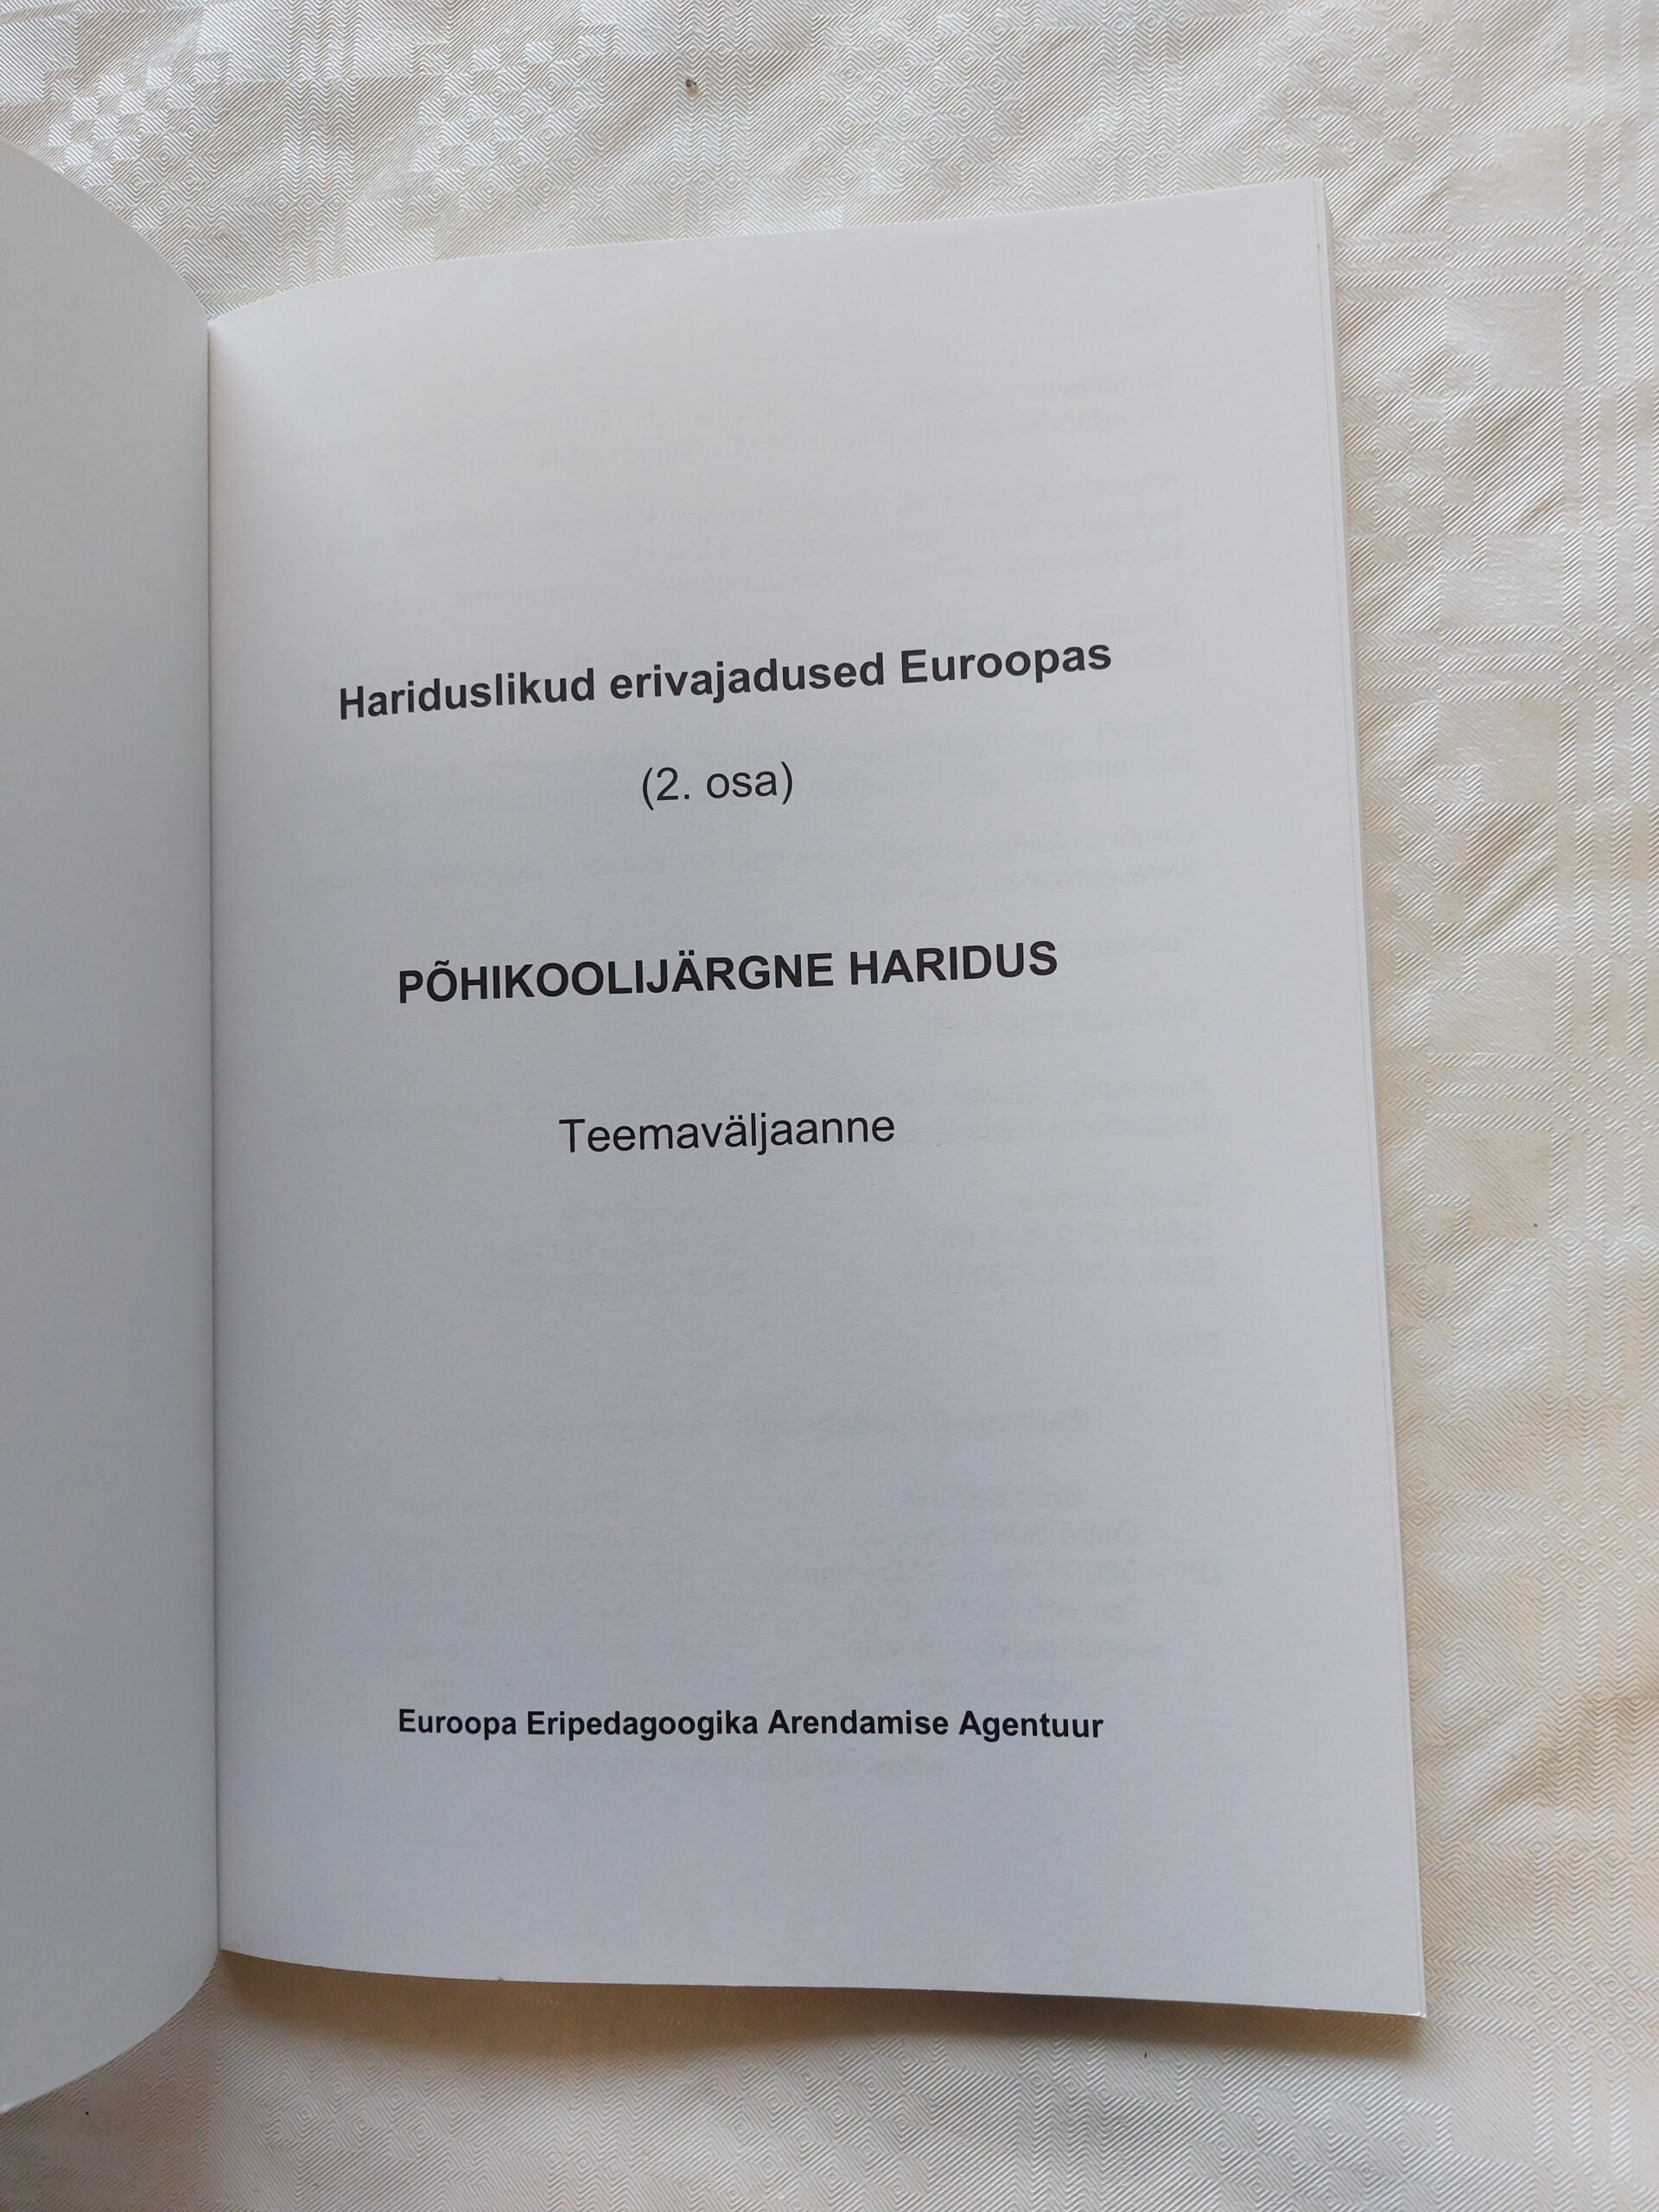 Hariduslikud erivajadused Euroopas
(2. osa)
PÕHIKOOLIJÄRGNE HARIDUS
Teemaväljaanne
Euroopa Eripedagoogika Arendamise Agentuur